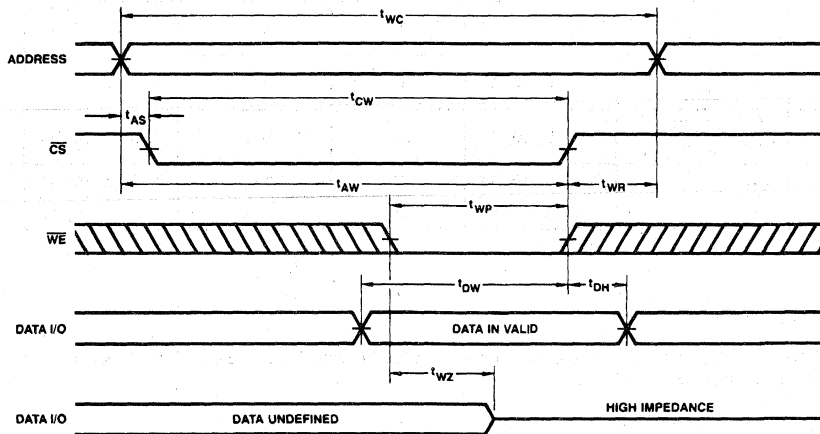 tWC
ADDRESS
tCW
tAS
CS
tAW
tWR
tWP
WE
tDW
tDH
DATA I/O
DATA IN VALID
tWZ
DATA I/O
DATA UNDEFINED
HIGH IMPEDANCE